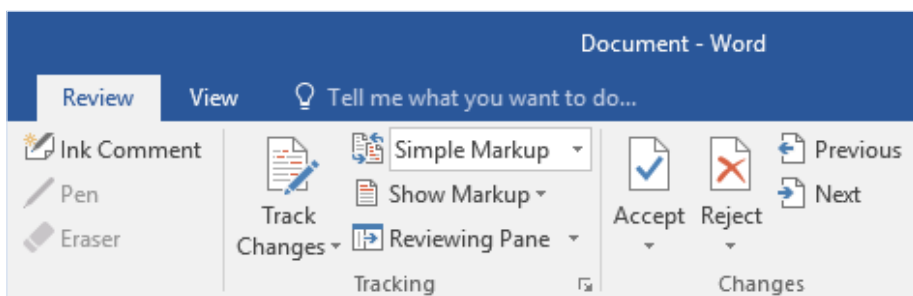 Document - Word
Review View Tell me what you want to do...
Ink Comment
Pen
Eraser
Track
Changes
Simple Markup
Show Markup
Reviewing Pane
Tracking
Accept Reject
Previous
Next
Changes